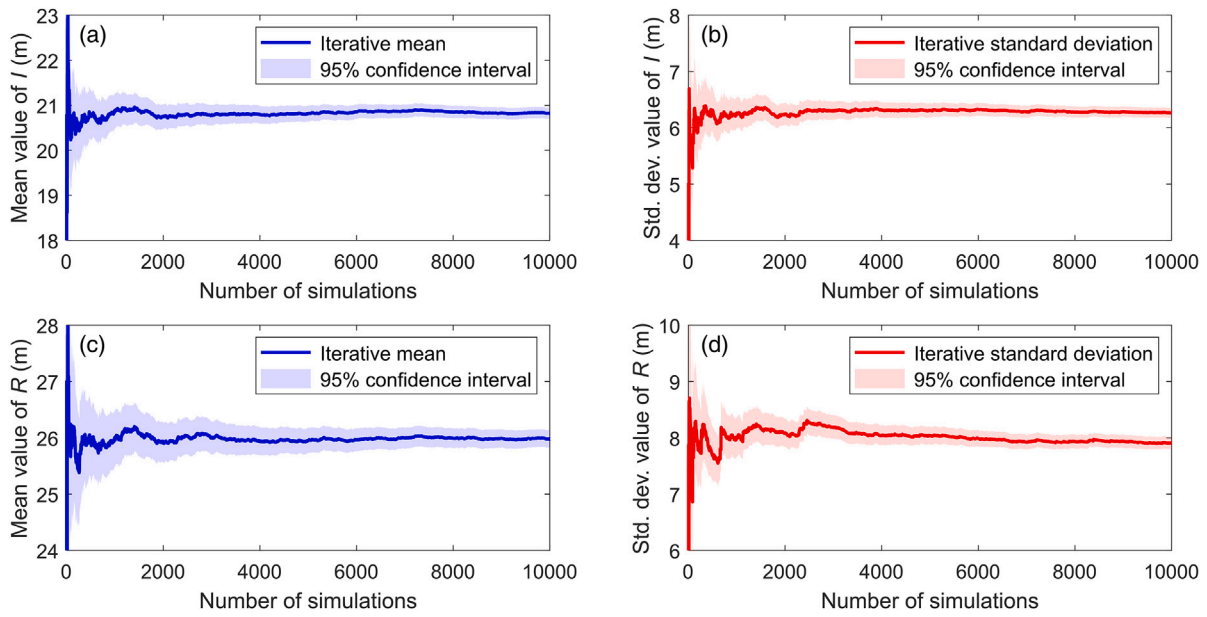 (a)
Iterative mean
95% confidence interval
Mean value of I (m)
23
22
21
20
19
18
0 2000 4000 6000 8000 10000
Number of simulations
(b)
Iterative standard deviation
95% confidence interval
Std. dev. value of I (m)
8
7
6
5
4
0 2000 4000 6000 8000 10000
Number of simulations
(c)
Iterative mean
95% confidence interval
Mean value of R (m)
28
27
26
25
24
0 2000 4000 6000 8000 10000
Number of simulations
(d)
Iterative standard deviation
95% confidence interval
Std. dev. value of R (m)
10
9
8
7
6
0 2000 4000 6000 8000 10000
Number of simulations